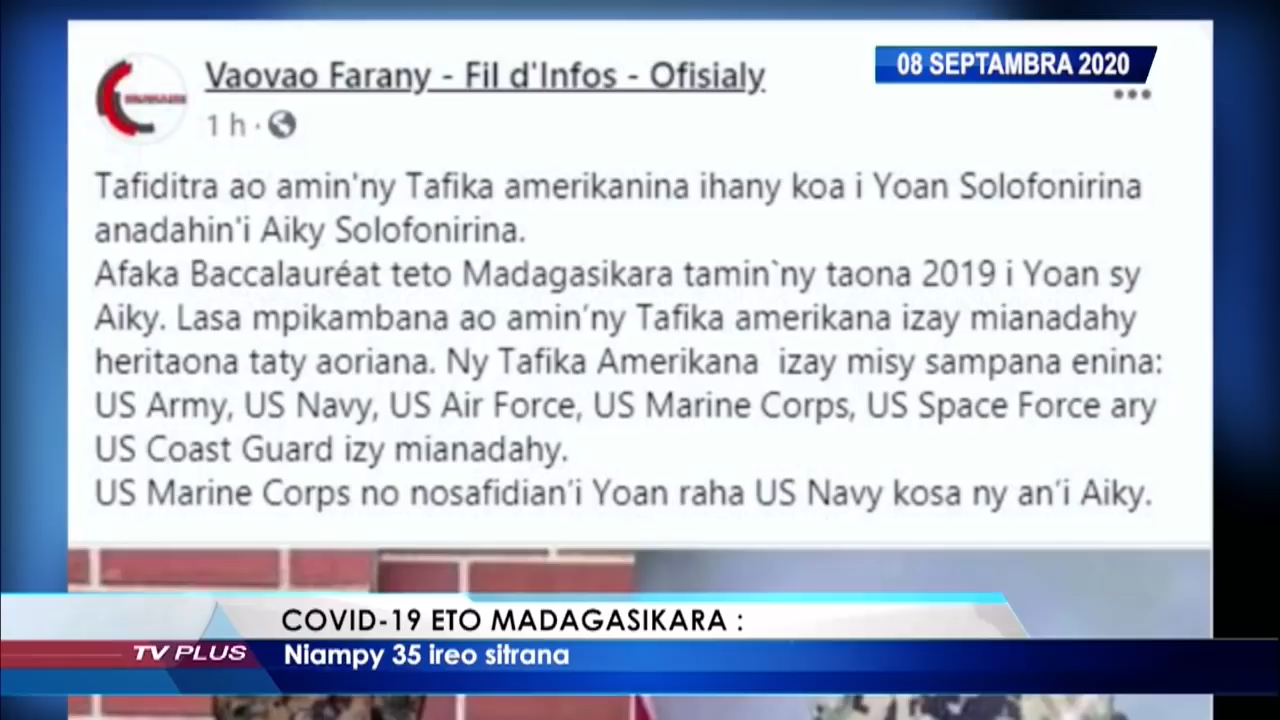 Vaovao Farany - Fil d'Infos - Ofisialy
08 SEPTAMBRA 2020
1 h ·
Tafiditra ao amin'ny Tafika amerikanina ihany koa i Yoan Solofonirina
anadahin'i Aiky Solofonirina.
Afaka Baccalauréat teto Madagasikara tamin`ny taona 2019 i Yoan sy
Aiky. Lasa mpikambana ao amin’ny Tafika amerikana izay mianadahy
heritaona taty aoriana. Ny Tafika Amerikana  izay misy sampana enina:
US Army, US Navy, US Air Force, US Marine Corps, US Space Force ary
US Coast Guard izy mianadahy.
US Marine Corps no nosafidian’i Yoan raha US Navy kosa ny an’i Aiky.
COVID-19 ETO MADAGASIKARA :
TV PLUS
Niampy 35 ireo sitrana